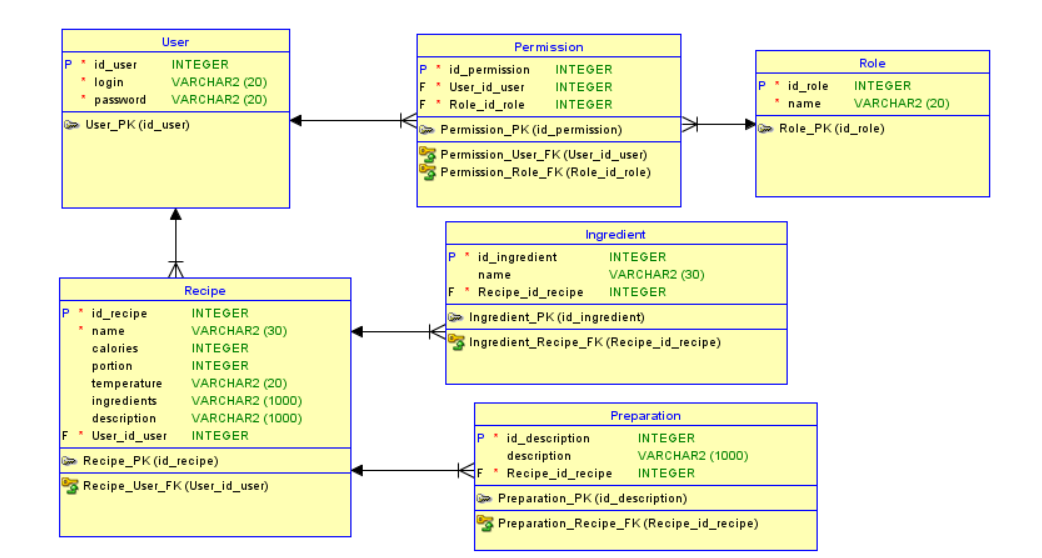 User
P * id_user INTEGER
* login VARCHAR2 (20)
* password VARCHAR2 (20)
User_PK (id_user)
Permission
P * id_permission INTEGER
F * User_id_user INTEGER
F * Role_id_role INTEGER
Permission_PK (id_permission)
Permission_User_FK (User_id_user)
Permission_Role_FK (Role_id_role)
Role
P * id_role INTEGER
* name VARCHAR2 (20)
Role_PK (id_role)
Ingredient
P * id_ingredient INTEGER
name VARCHAR2 (30)
F * Recipe_id_recipe INTEGER
Ingredient_PK (id_ingredient)
Ingredient_Recipe_FK (Recipe_id_recipe)
Recipe
P * id_recipe INTEGER
* name VARCHAR2 (30)
calories INTEGER
portion INTEGER
temperature VARCHAR2 (20)
ingredients VARCHAR2 (1000)
description VARCHAR2 (1000)
F * User_id_user INTEGER
Recipe_PK (id_recipe)
Recipe_User_FK (User_id_user)
Preparation
P * id_description INTEGER
description VARCHAR2 (1000)
F * Recipe_id_recipe INTEGER
Preparation_PK (id_description)
Preparation_Recipe_FK (Recipe_id_recipe)